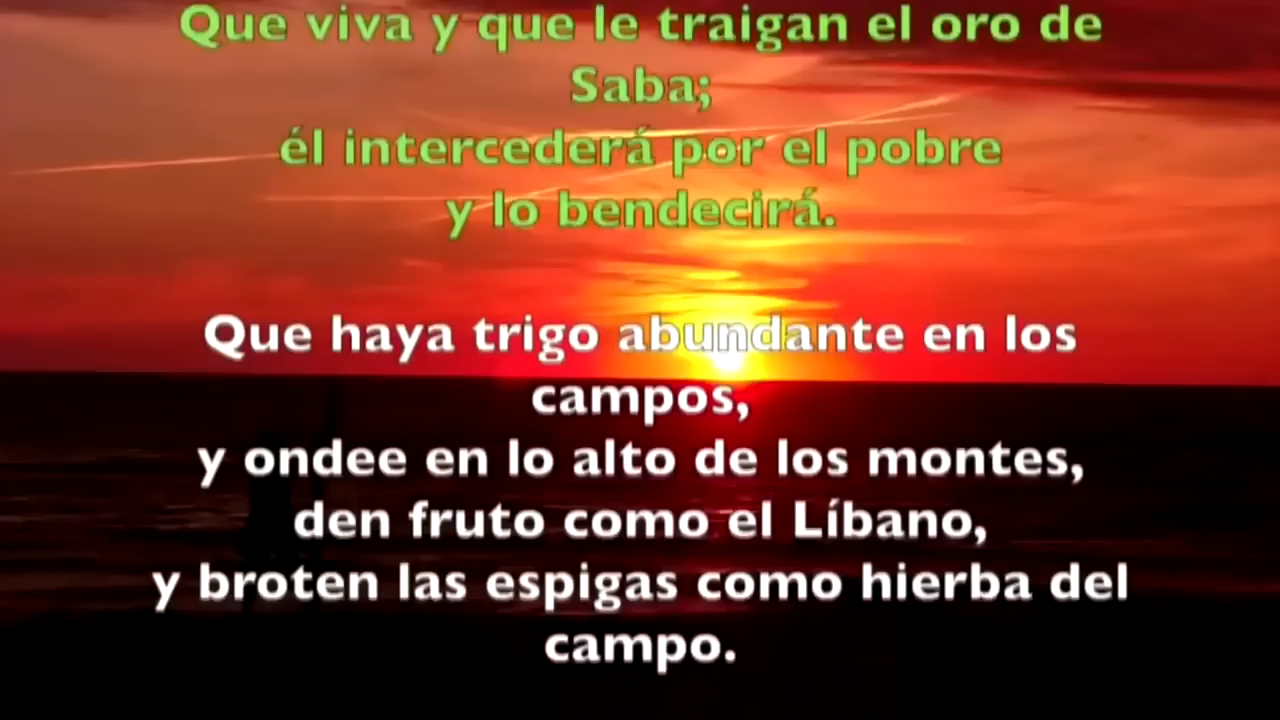 Que viva y que le traigan el oro de
Saba;
él intercederá por el pobre
y lo bendecirá.
Que haya trigo abundante en los
campos,
y ondee en lo alto de los montes,
den fruto como el Líbano,
y broten las espigas como hierba del
campo.